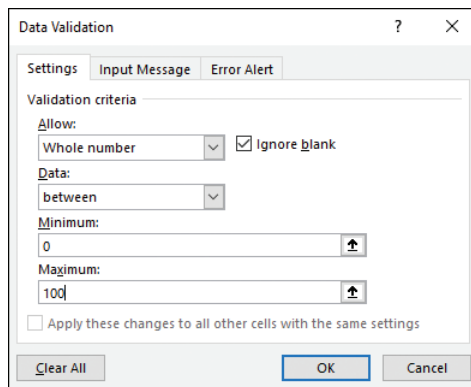 Data Validation ? ×
Settings Input Message Error Alert
Validation criteria
Allow:
Whole number Ignore blank
Data:
between
Minimum:
0
Maximum:
100
Apply these changes to all other cells with the same settings
Clear All OK Cancel